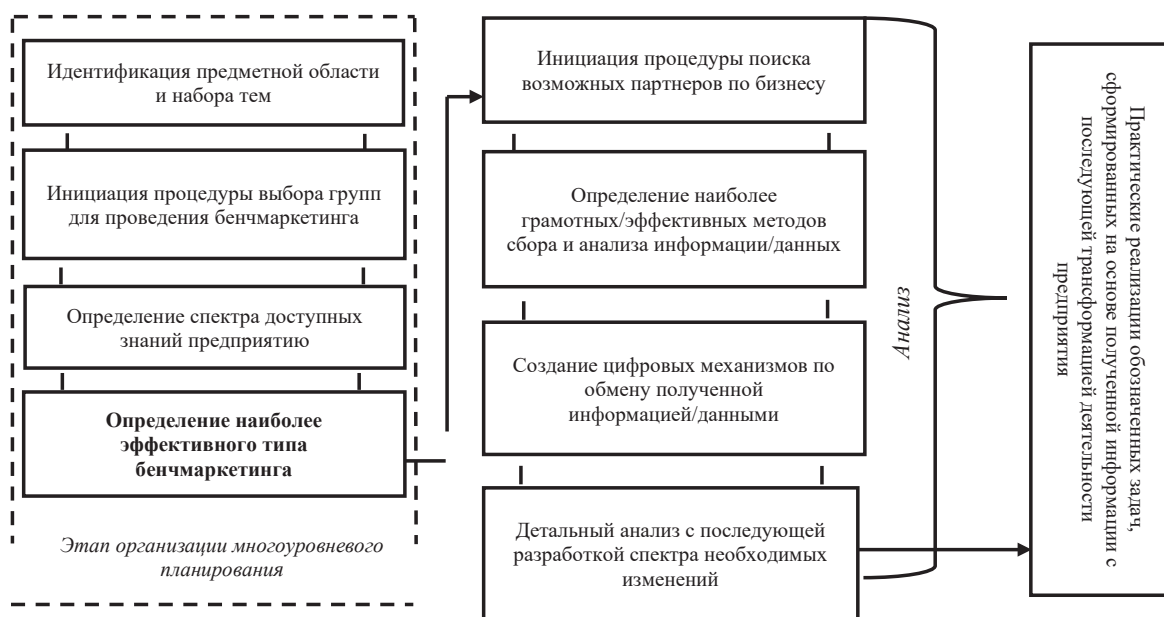 Идентификация предметной области
и набора тем
Инициация процедуры выбора групп
для проведения бенчмаркетинга
Определение спектра доступных
знаний предприятию
Определение наиболее
эффективного типа
бенчмаркетинга
Этап организации многоуровневого
планирования
Инициация процедуры поиска
возможных партнеров по бизнесу
Определение наиболее
грамотных/эффективных методов
сбора и анализа информации/данных
Создание цифровых механизмов по
обмену полученной
информацией/данными
Детальный анализ с последующей
разработкой спектра необходимых
изменений
Анализ
Практические реализации обозначенных задач,
сформированных на основе полученной информации с
последующей трансформацией деятельности
предприятия